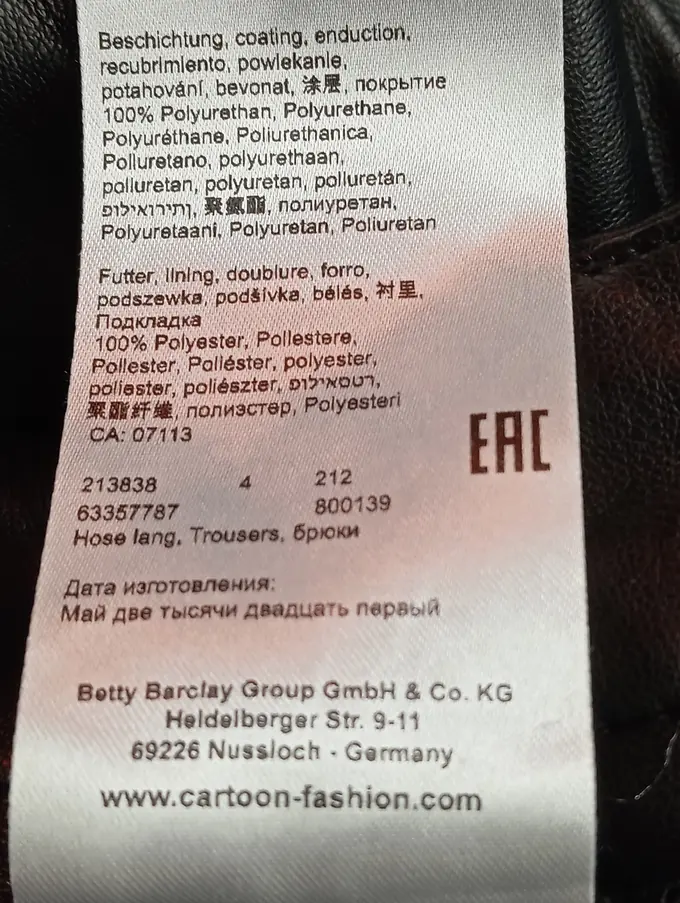 Beschichtung, coating, enduction,
recubrimiento, powlekanie,
potahování, bevonat, 涂层, покрытие
100% Polyurethan, Polyurethane,
Polyuréthane, Poliurethanica,
Poliuretano, polyurethaan,
poliuretan, polyuretan, poliuretán,
פוליאירואתין, 聚氨酯, полиуретан,
Polyuretaani, Polyuretan, Poliuretan
Futter, lining, doublure, forro,
podszewka, podšívka, bélés, 衬里,
Подкладка
100% Polyester, Poliestere,
Poliester, Poliéster, polyester,
poliester, poliészter, פוליאסטר,
聚酯纤维, полиэстер, Polyesteri
CA: 07113
EAC
213838 4 212
63357787 800139
Hose lang, Trousers, брюки
Дата изготовления:
Май две тысячи двадцать первый
Betty Barclay Group GmbH & Co. KG
Heidelberger Str. 9-11
69226 Nussloch - Germany
www.cartoon-fashion.com